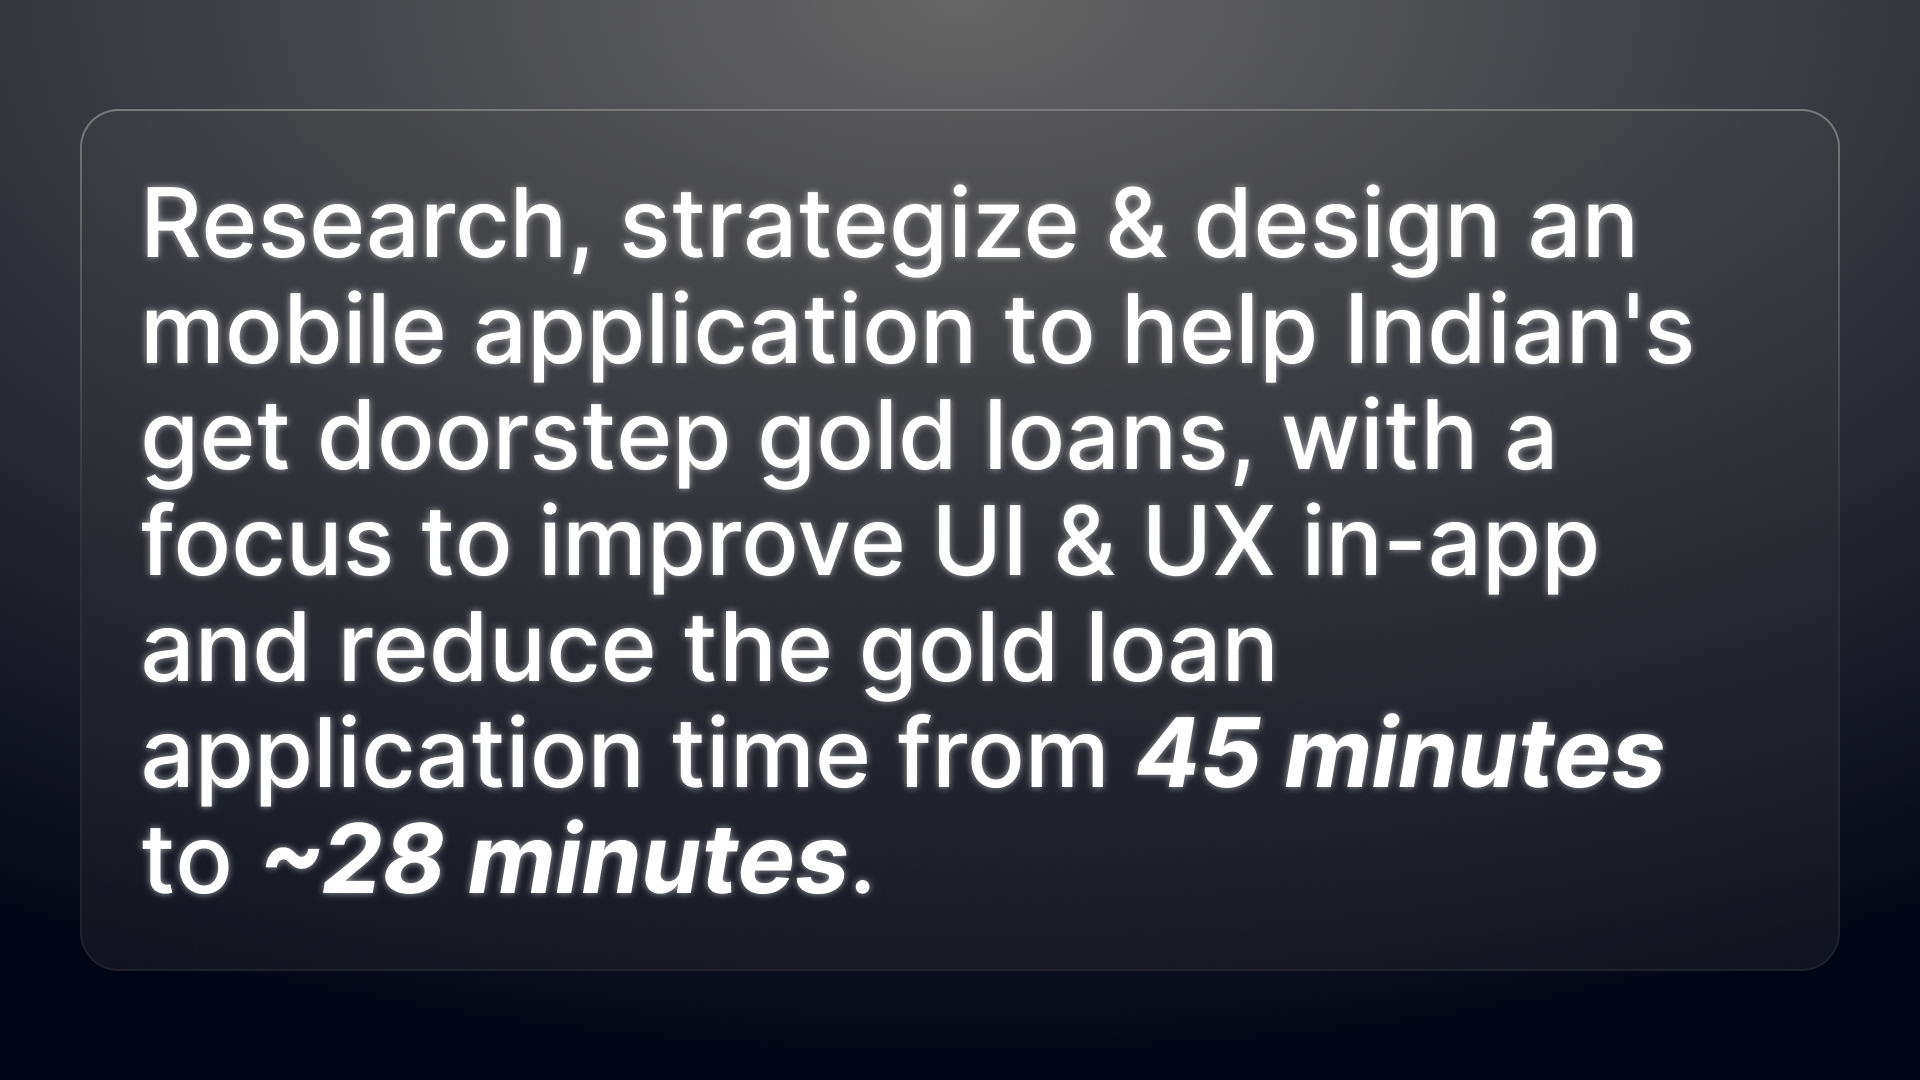 Research, strategize & design an
mobile application to help Indian's
get doorstep gold loans, with a
focus to improve UI & UX in-app
and reduce the gold loan
application time from 45 minutes
to ~28 minutes.